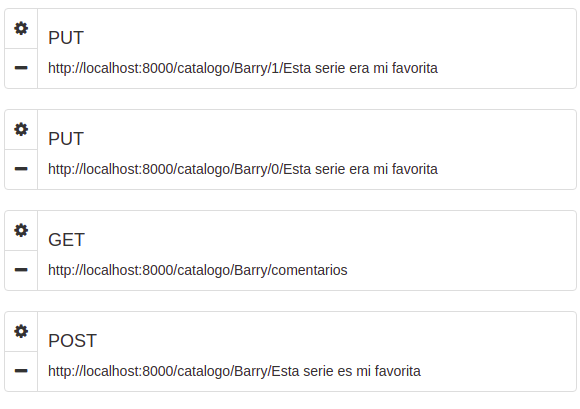 PUT
http://localhost:8000/catalogo/Barry/1/Esta serie era mi favorita
PUT
http://localhost:8000/catalogo/Barry/0/Esta serie era mi favorita
GET
http://localhost:8000/catalogo/Barry/comentarios
POST
http://localhost:8000/catalogo/Barry/Esta serie es mi favorita